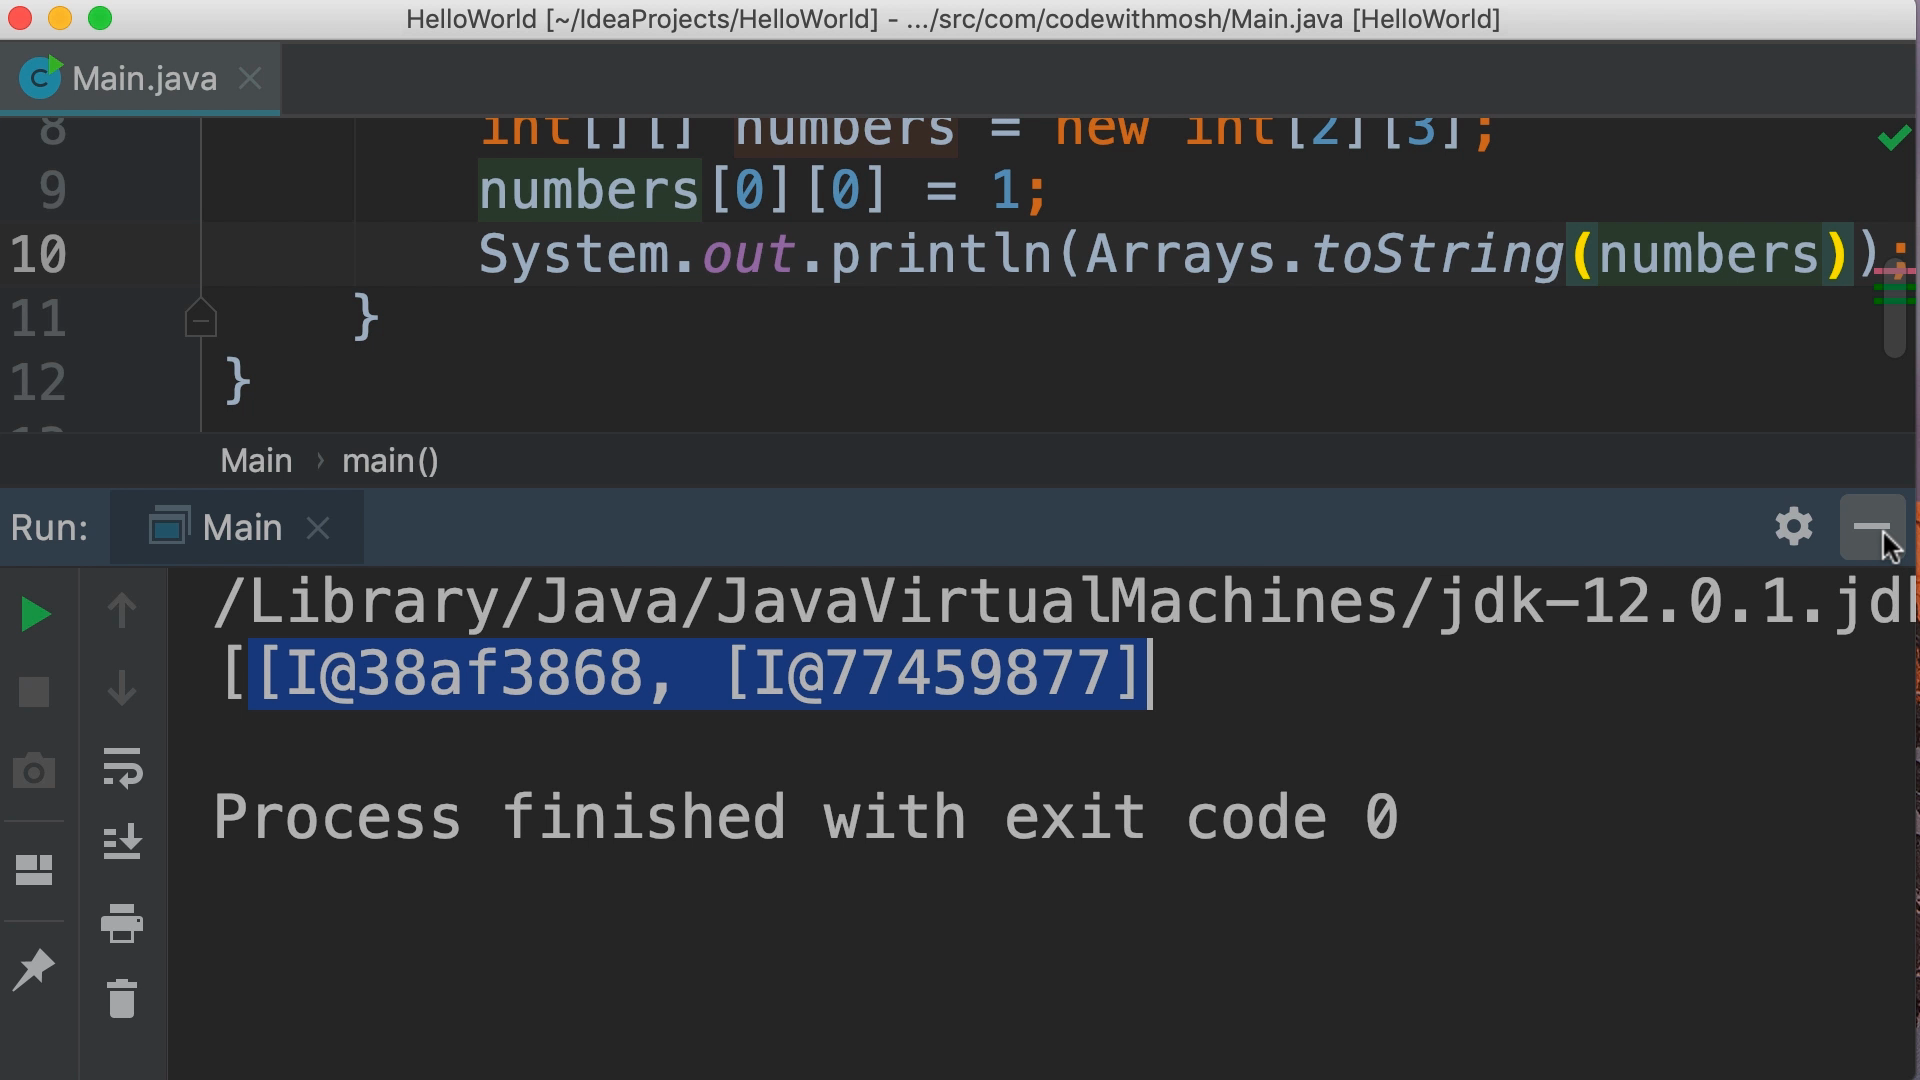 HelloWorld [~/IdeaProjects/HelloWorld] - .../src/com/codewithmosh/Main.java [HelloWorld]
C Main.java
8 int[][] numbers = new int[2][3];
9 numbers[0][0] = 1;
10 System.out.println(Arrays.toString(numbers));
11 }
12 }
13
Main › main()
Run: Main
/Library/Java/JavaVirtualMachines/jdk-12.0.1.jdk
[[I@38af3868, [I@77459877]
Process finished with exit code 0